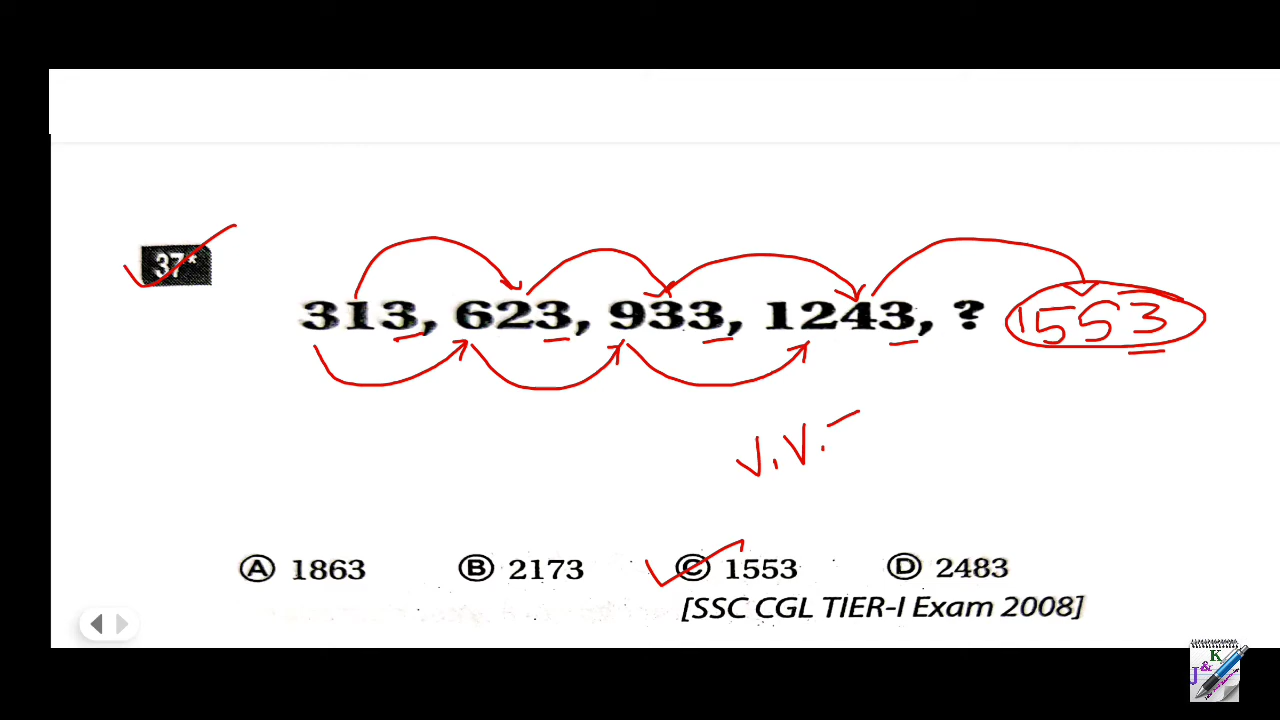 37*
313, 623, 933, 1243, ? 1553
V.V.
Ⓐ 1863 Ⓑ 2173 Ⓒ 1553 Ⓓ 2483
[SSC CGL TIER-I Exam 2008]
J&K